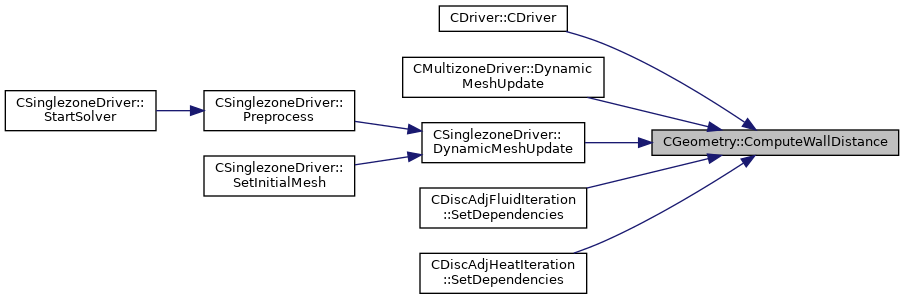 CDriver::CDriver
CMultizoneDriver::Dynamic
MeshUpdate
CSinglezoneDriver::
StartSolver
CSinglezoneDriver::
Preprocess
CSinglezoneDriver::
DynamicMeshUpdate
CGeometry::ComputeWallDistance
CSinglezoneDriver::
SetInitialMesh
CDiscAdjFluidIteration
::SetDependencies
CDiscAdjHeatIteration
::SetDependencies